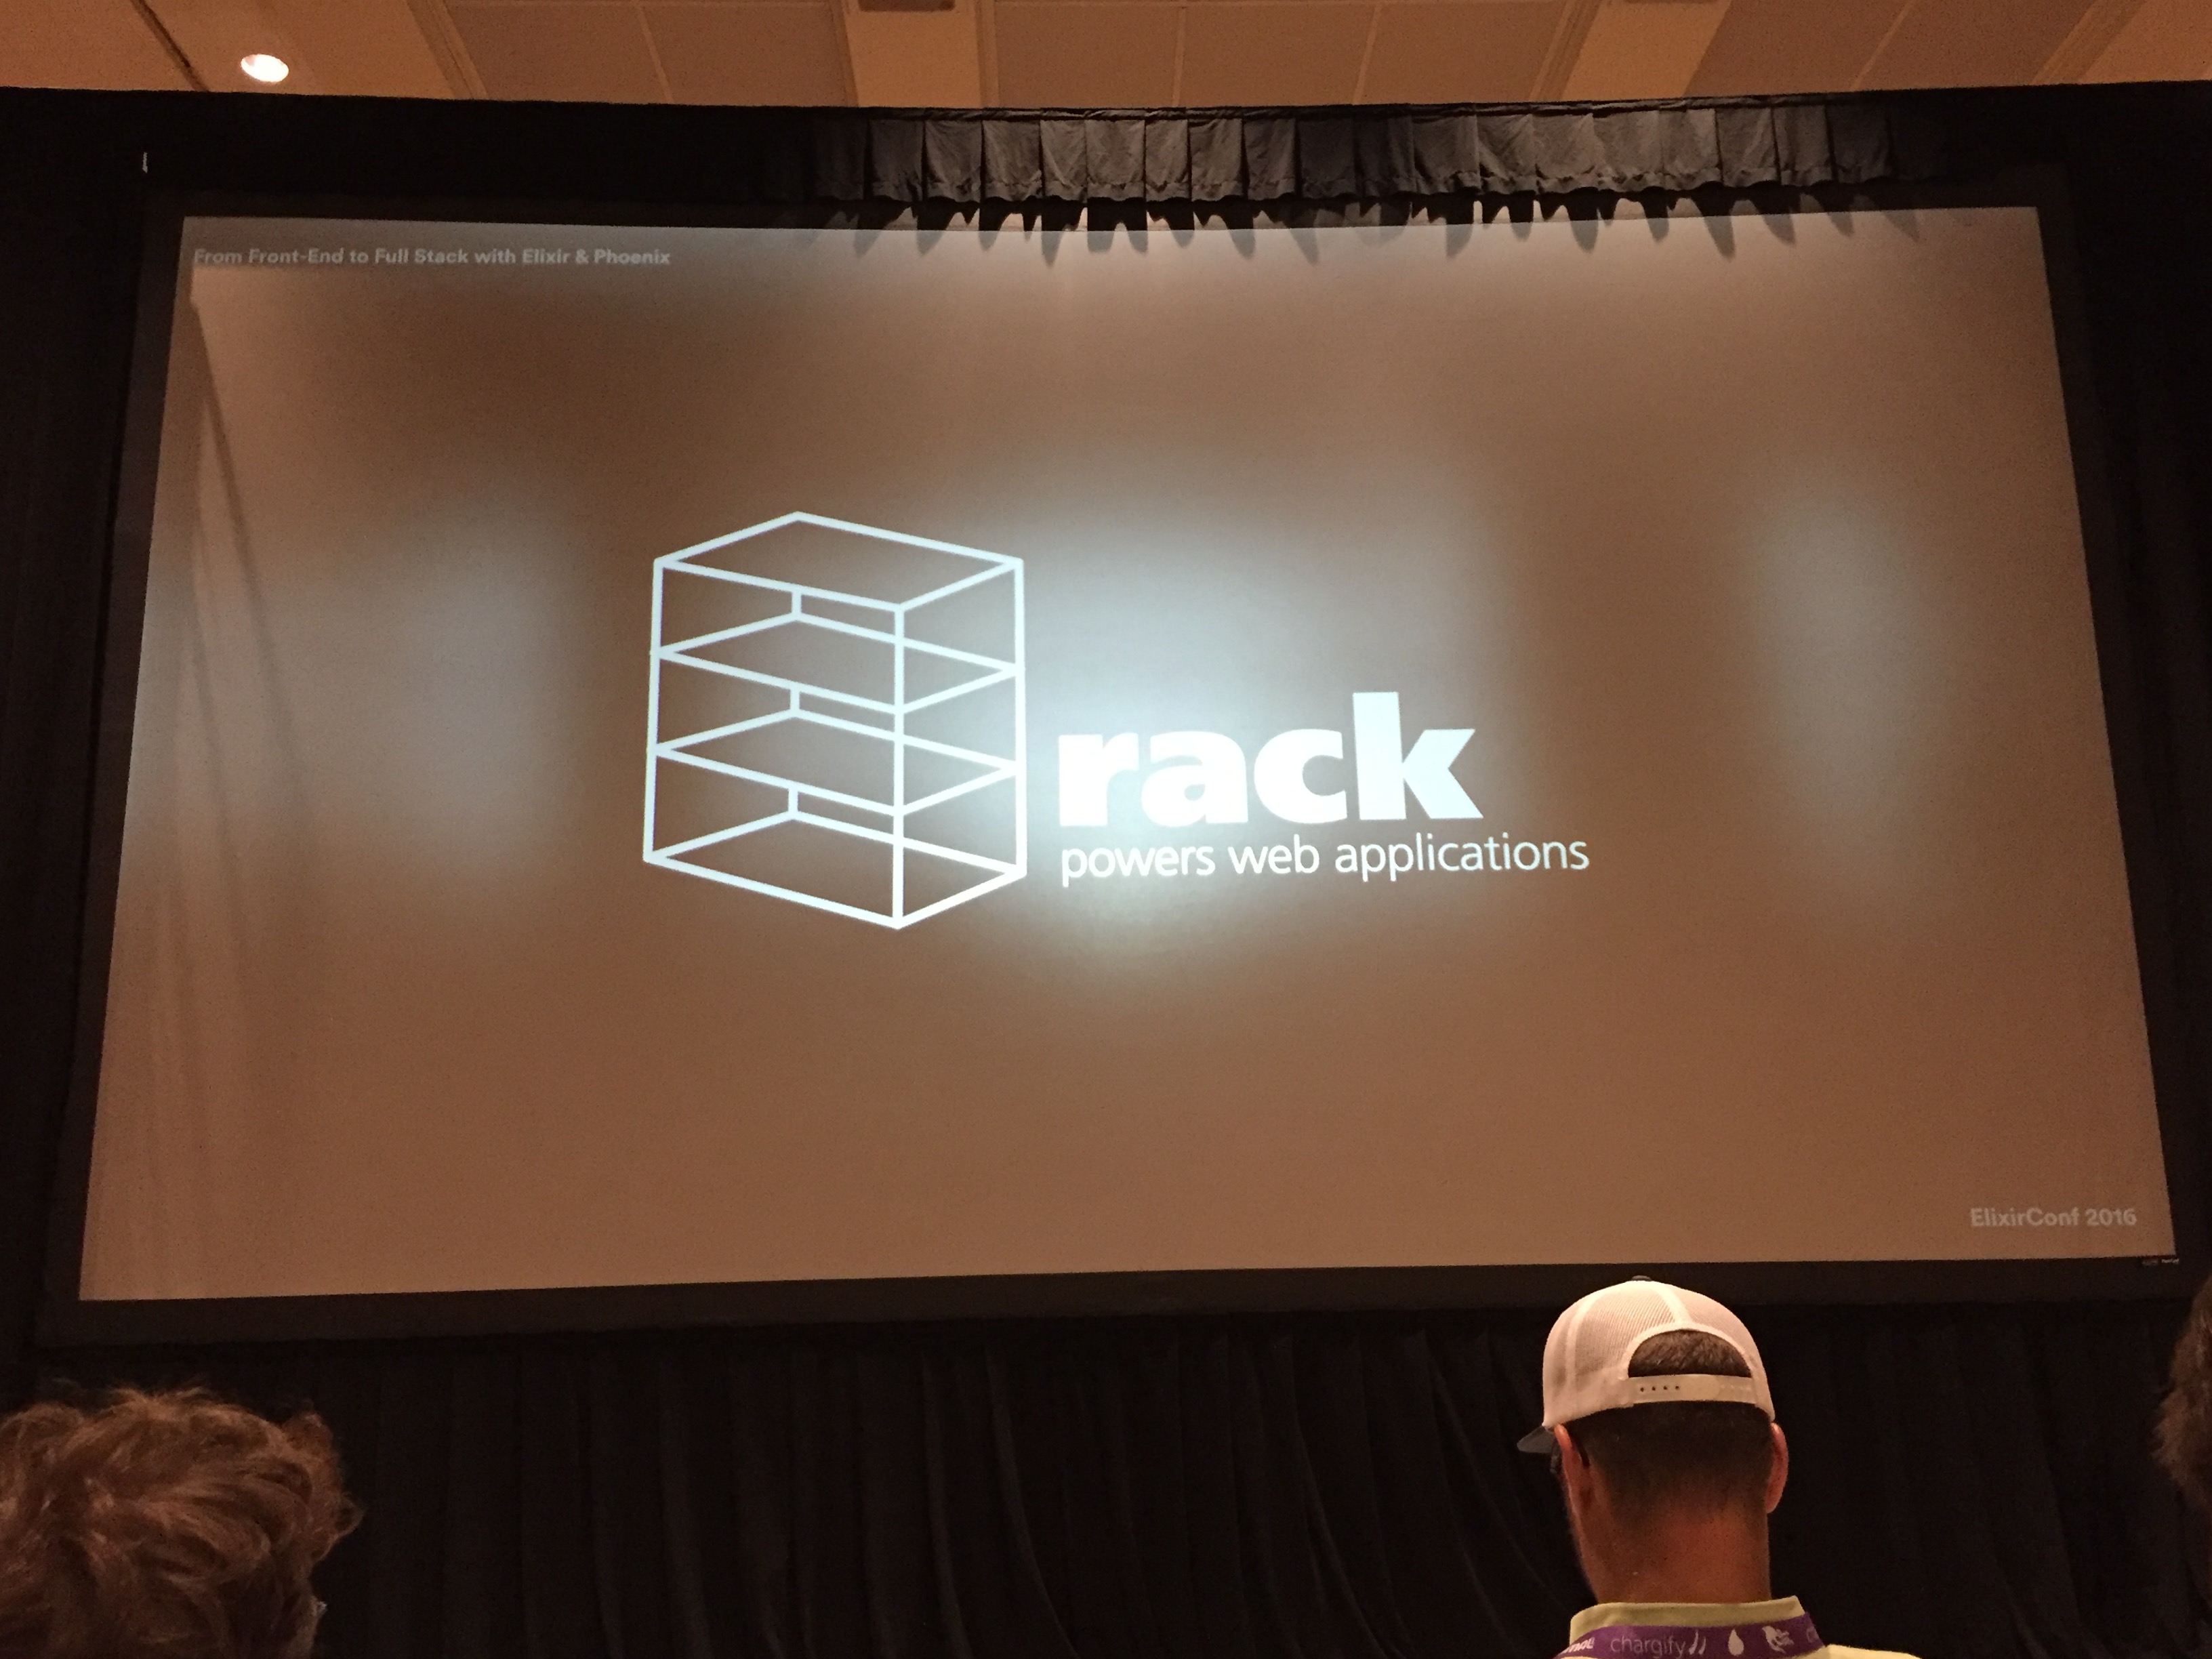 From Front-End to Full Stack with Elixir & Phoenix
rack
powers web applications
ElixirConf 2016
chargify